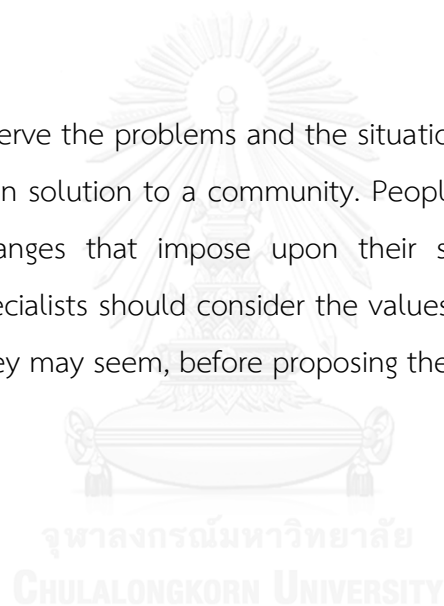 erve the problems and the situatio
n solution to a community. Peopl
anges that impose upon their s
ecialists should consider the values
ey may seem, before proposing the
จุฬาลงกรณ์มหาวิทยาลัย
CHULALONGKORN UNIVERSITY